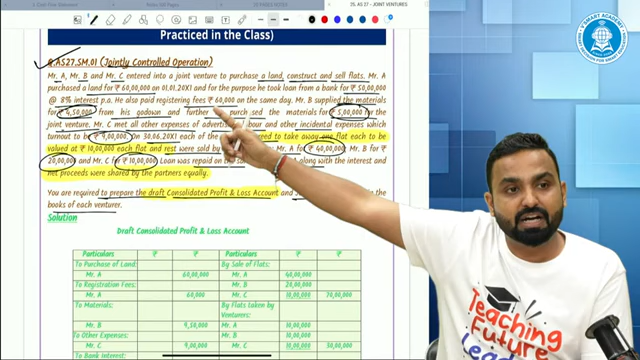 25. AS 27 - JOINT VENTURES
Practiced in the Class)
Q.AS27.SM.01 (Jointly Controlled Operation)
Mr. A, Mr. B and Mr. C entered into a joint venture to purchase a land, construct and sell flats. Mr. A
purchased a land for ₹ 60,00,000 on 01.01.20X1 and for the purpose he took loan from a bank for ₹ 50,00,000
@ 8% interest p.a. He also paid registering fees ₹ 60,000 on the same day. Mr. B supplied the materials
for ₹ 4,50,000 from his godown and further purchased the materials for ₹ 5,00,000 for the
joint venture. Mr. C met all other expenses of advertising, labour and other incidental expenses which
turnout to be ₹ 9,00,000. On 30.06.20X1 each of the agreed to take away one flat each to be
valued at ₹ 10,00,000 each flat and rest were sold by Mr. A for ₹ 40,00,000, Mr. B for
20,00,000 and Mr. C for ₹ 10,00,000. Loan was repaid on the same along with the interest and
net proceeds were shared by the partners equally.
You are required to prepare the draft Consolidated Profit & Loss Account and in the
books of each venturer.
Solution
Draft Consolidated Profit & Loss Account
Particulars ₹ ₹ Particulars ₹ ₹
To Purchase of Land: By Sale of Flats:
Mr. A 60,00,000 Mr. A 40,00,000
To Registration Fees: Mr. B 20,00,000
Mr. A 60,000 Mr. C 10,00,000 70,00,000
To Materials: By Flats taken by Venturers:
Mr. B 9,50,000 Mr. A 10,00,000
To Other Expenses: Mr. B 10,00,000
Mr. C 9,00,000 Mr. C 10,00,000 30,00,000
To Bank Interest:
V SMART ACADEMY
Teaching
Future